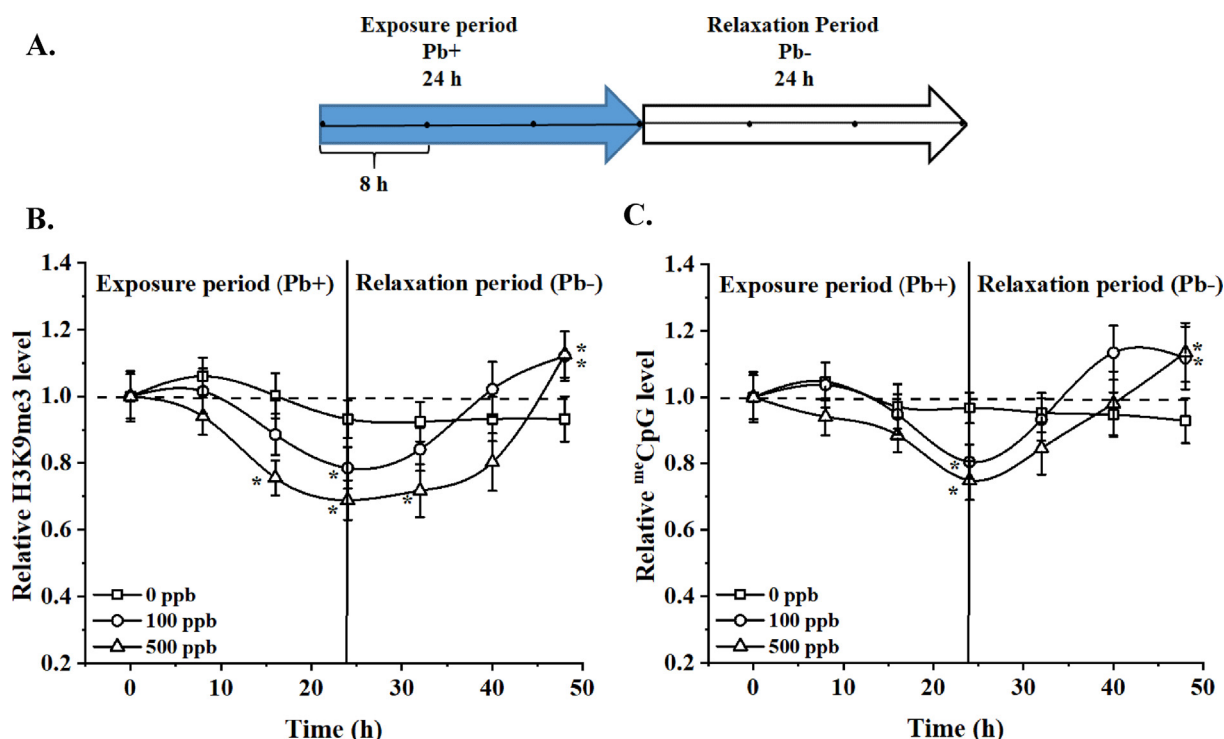 A.
Exposure period
Pb+
24 h
Relaxation Period
Pb-
24 h
8 h
B.
Exposure period (Pb+)
Relaxation period (Pb-)
Relative H3K9me3 level
1.4
1.2
1.0
0.8
0.6
0.4
0.2
*
*
*
*
*
*
0 ppb
100 ppb
500 ppb
0
10
20
30
40
50
Time (h)
C.
Exposure period (Pb+)
Relaxation period (Pb-)
Relative ᵐᵉCpG level
1.4
1.2
1.0
0.8
0.6
0.4
0.2
*
*
*
*
0 ppb
100 ppb
500 ppb
0
10
20
30
40
50
Time (h)